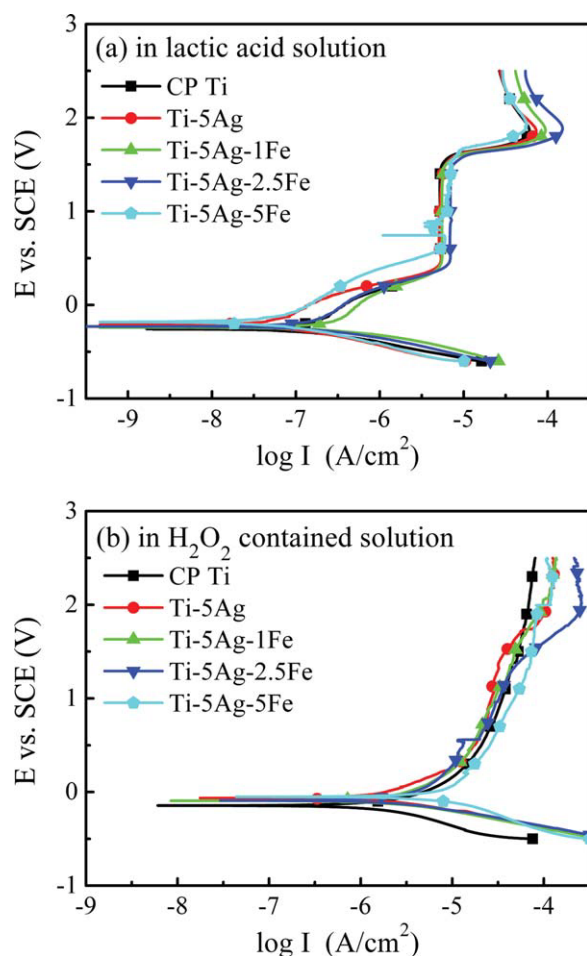 (a) in lactic acid solution
CP Ti
Ti-5Ag
Ti-5Ag-1Fe
Ti-5Ag-2.5Fe
Ti-5Ag-5Fe
E vs. SCE (V)
3
2
1
0
-1
-9 -8 -7 -6 -5 -4
log I (A/cm²)
(b) in H₂O₂ contained solution
CP Ti
Ti-5Ag
Ti-5Ag-1Fe
Ti-5Ag-2.5Fe
Ti-5Ag-5Fe
E vs. SCE (V)
3
2
1
0
-1
-9 -8 -7 -6 -5 -4
log I (A/cm²)